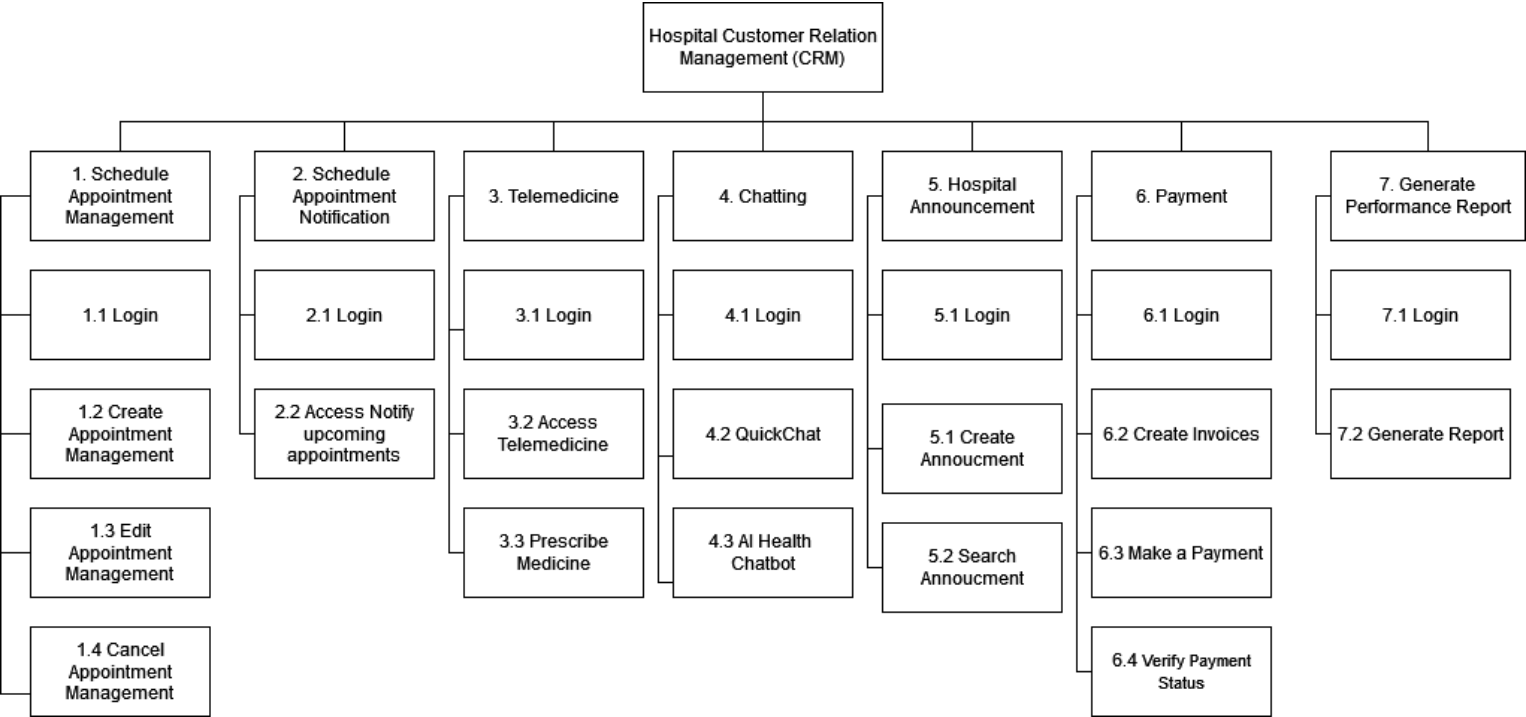 Hospital Customer Relation
Management (CRM)
1. Schedule
Appointment
Management
2. Schedule
Appointment
Notification
3. Telemedicine
4. Chatting
5. Hospital
Announcement
6. Payment
7. Generate
Performance Report
1.1 Login
2.1 Login
3.1 Login
4.1 Login
5.1 Login
6.1 Login
7.1 Login
1.2 Create
Appointment
Management
2.2 Access Notify
upcoming
appointments
3.2 Access
Telemedicine
4.2 QuickChat
5.1 Create
Annoucment
6.2 Create Invoices
7.2 Generate Report
1.3 Edit
Appointment
Management
3.3 Prescribe
Medicine
4.3 AI Health
Chatbot
5.2 Search
Annoucment
6.3 Make a Payment
1.4 Cancel
Appointment
Management
6.4 Verify Payment
Status